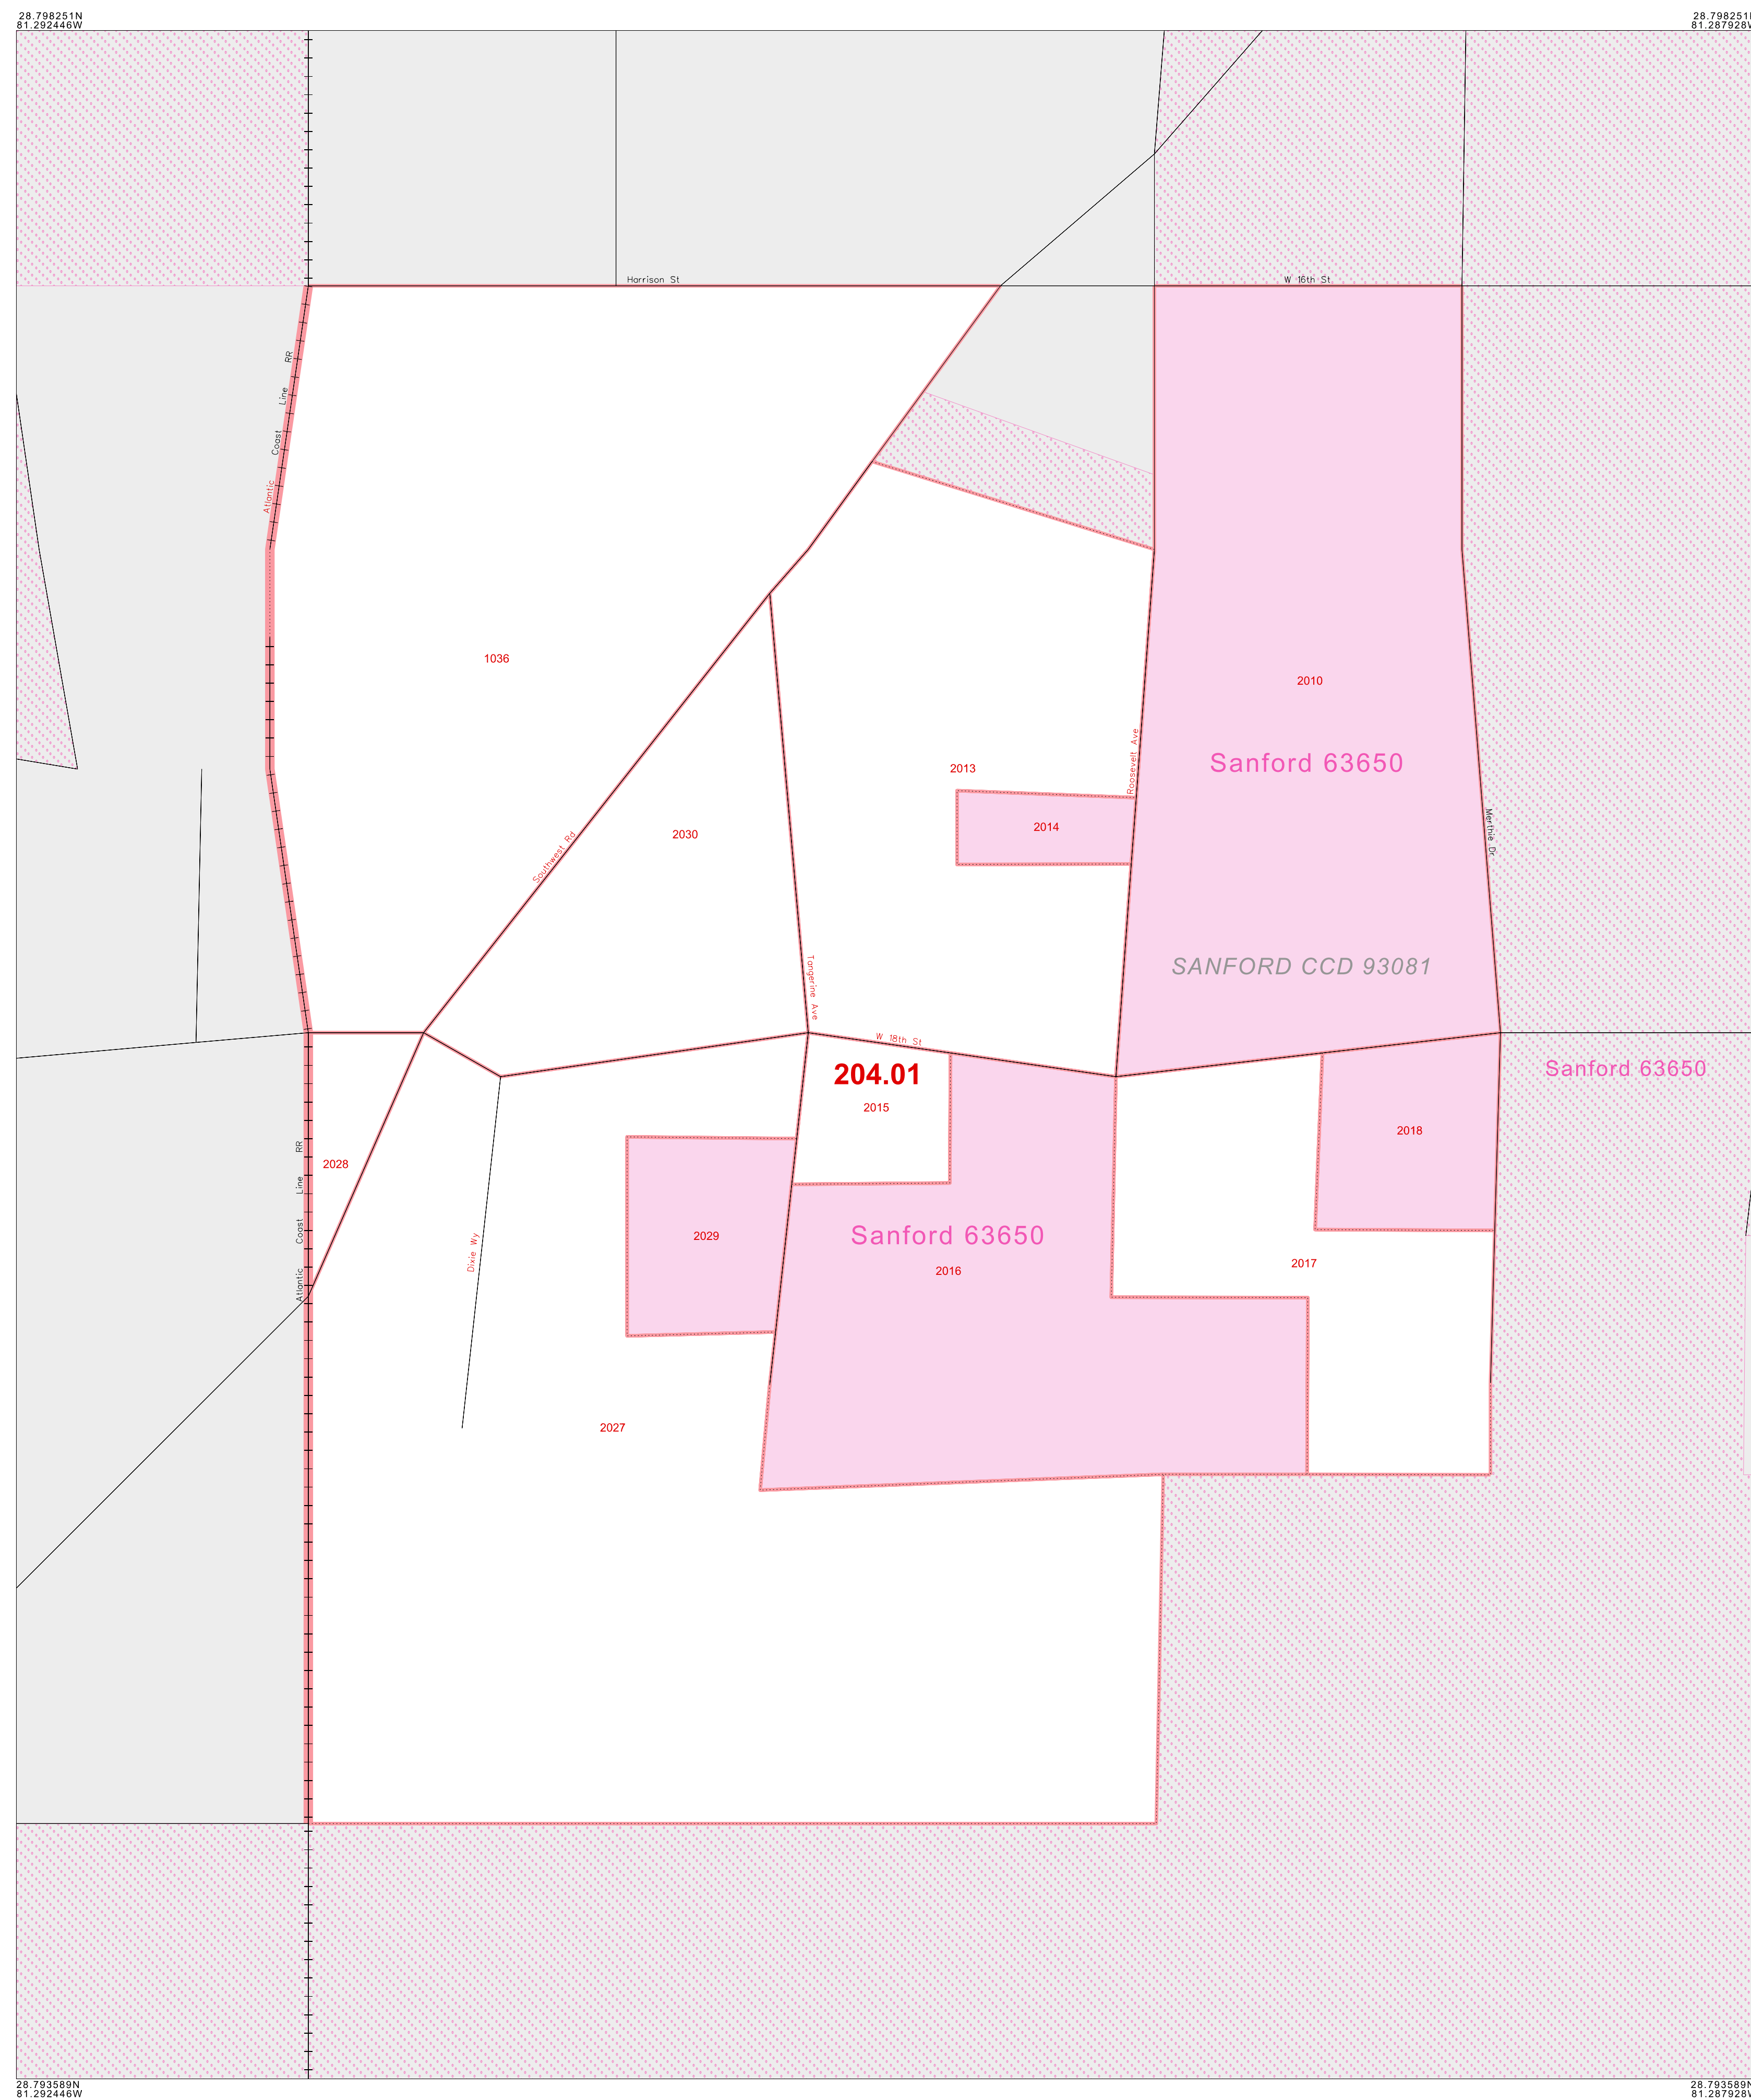 28.798251N
81.292446W
28.798251N
81.287928W
Harrison St
W 16th St
Atlantic Coast Line RR
1036
2010
Roosevelt Ave
2013
Sanford 63650
Merthie Dr
2014
Southwest Rd
2030
SANFORD CCD 93081
Tangerine Ave
W 18th St
204.01
Sanford 63650
2015
2018
Atlantic Coast Line RR
2028
Dixie Wy
2029
Sanford 63650
2016
2017
2027
28.793589N
81.292446W
28.793589N
81.287928W